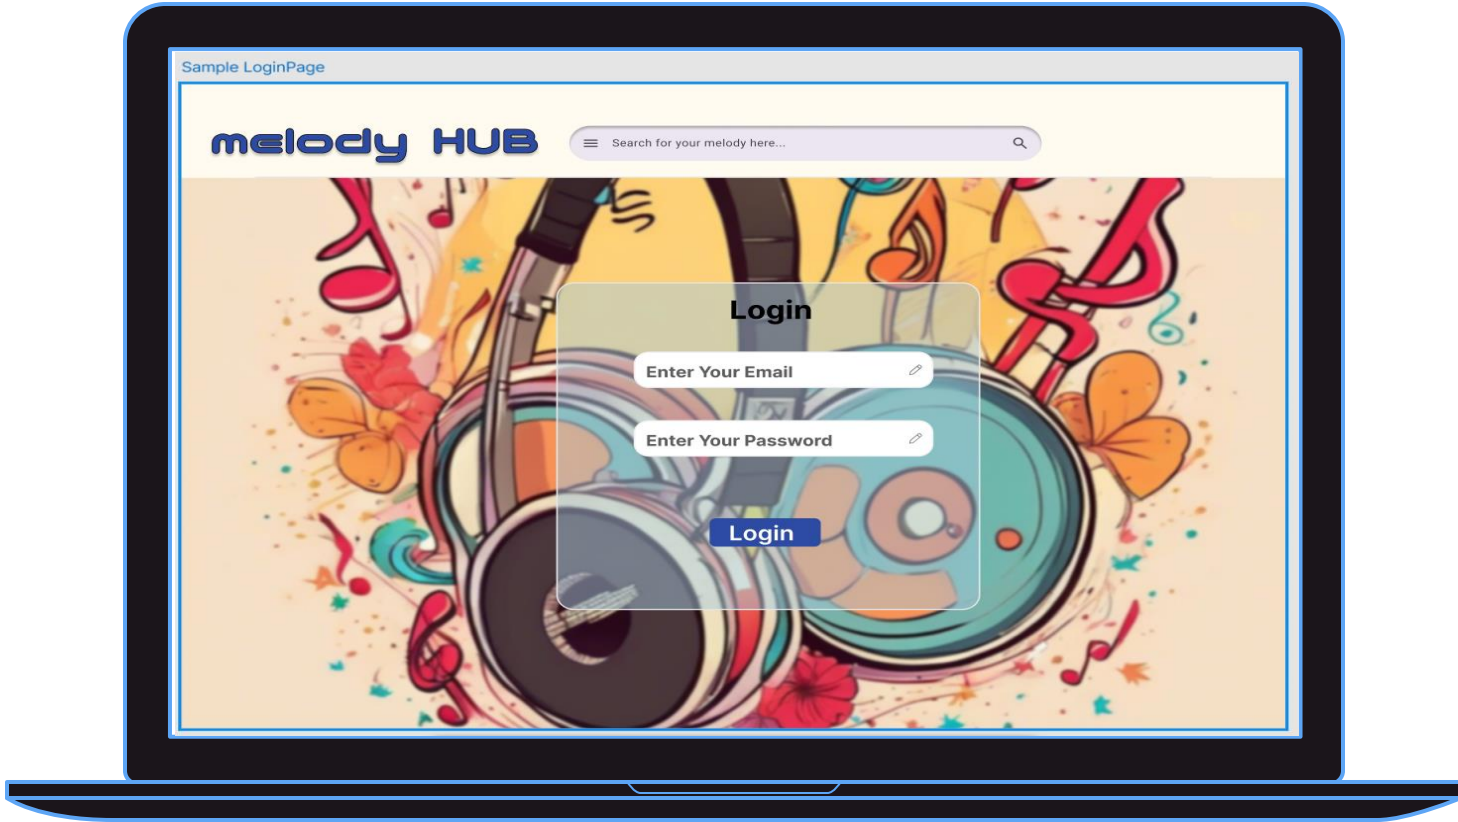 Sample LoginPage
melody HUB
Search for your melody here...
Login
Enter Your Email
Enter Your Password
Login